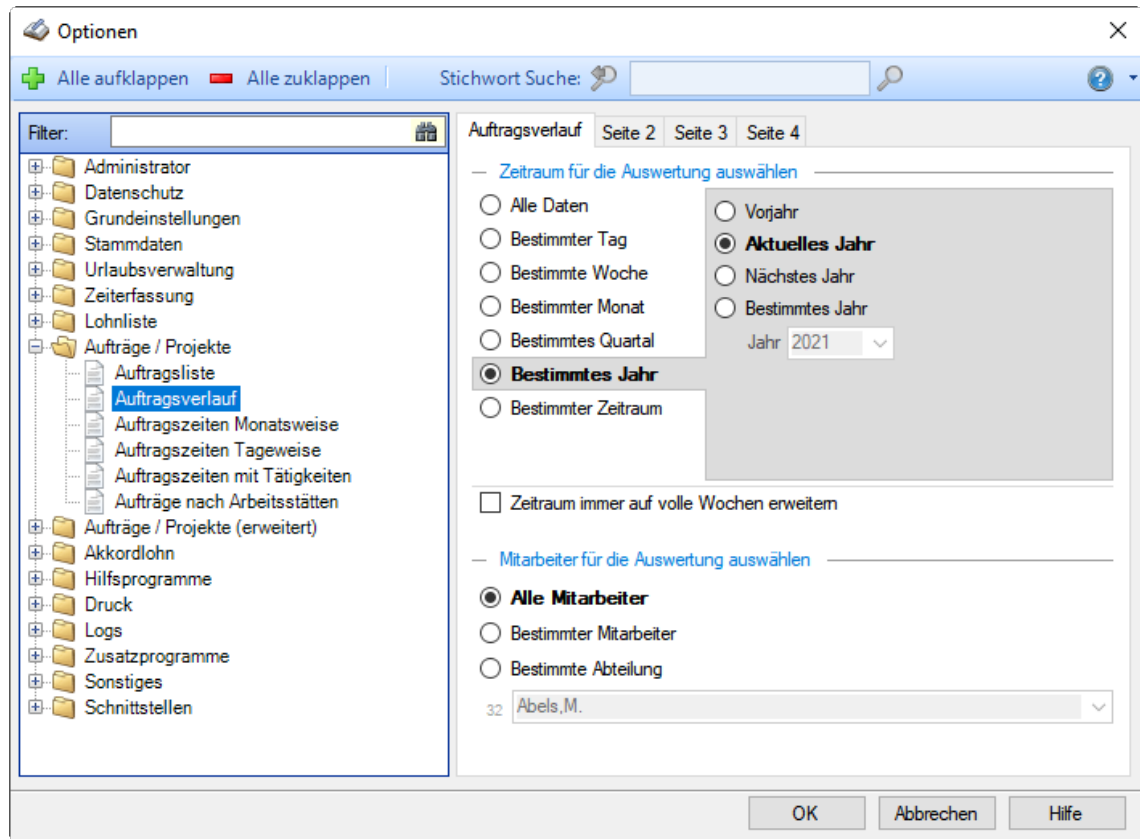 Optionen
Alle aufklappen Alle zuklappen Stichwort Suche:
Filter:
Administrator
Datenschutz
Grundeinstellungen
Stammdaten
Urlaubsverwaltung
Zeiterfassung
Lohnliste
Aufträge / Projekte
Auftragsliste
Auftragsverlauf
Auftragszeiten Monatsweise
Auftragszeiten Tageweise
Auftragszeiten mit Tätigkeiten
Aufträge nach Arbeitsstätten
Aufträge / Projekte (erweitert)
Akkordlohn
Hilfsprogramme
Druck
Logs
Zusatzprogramme
Sonstiges
Schnittstellen
Auftragsverlauf Seite 2 Seite 3 Seite 4
Zeitraum für die Auswertung auswählen
Alle Daten
Bestimmter Tag
Bestimmte Woche
Bestimmter Monat
Bestimmtes Quartal
Bestimmtes Jahr
Bestimmter Zeitraum
Vorjahr
Aktuelles Jahr
Nächstes Jahr
Bestimmtes Jahr
Jahr 2021
Zeitraum immer auf volle Wochen erweitern
Mitarbeiter für die Auswertung auswählen
Alle Mitarbeiter
Bestimmter Mitarbeiter
Bestimmte Abteilung
32 Abels,M.
OK Abbrechen Hilfe